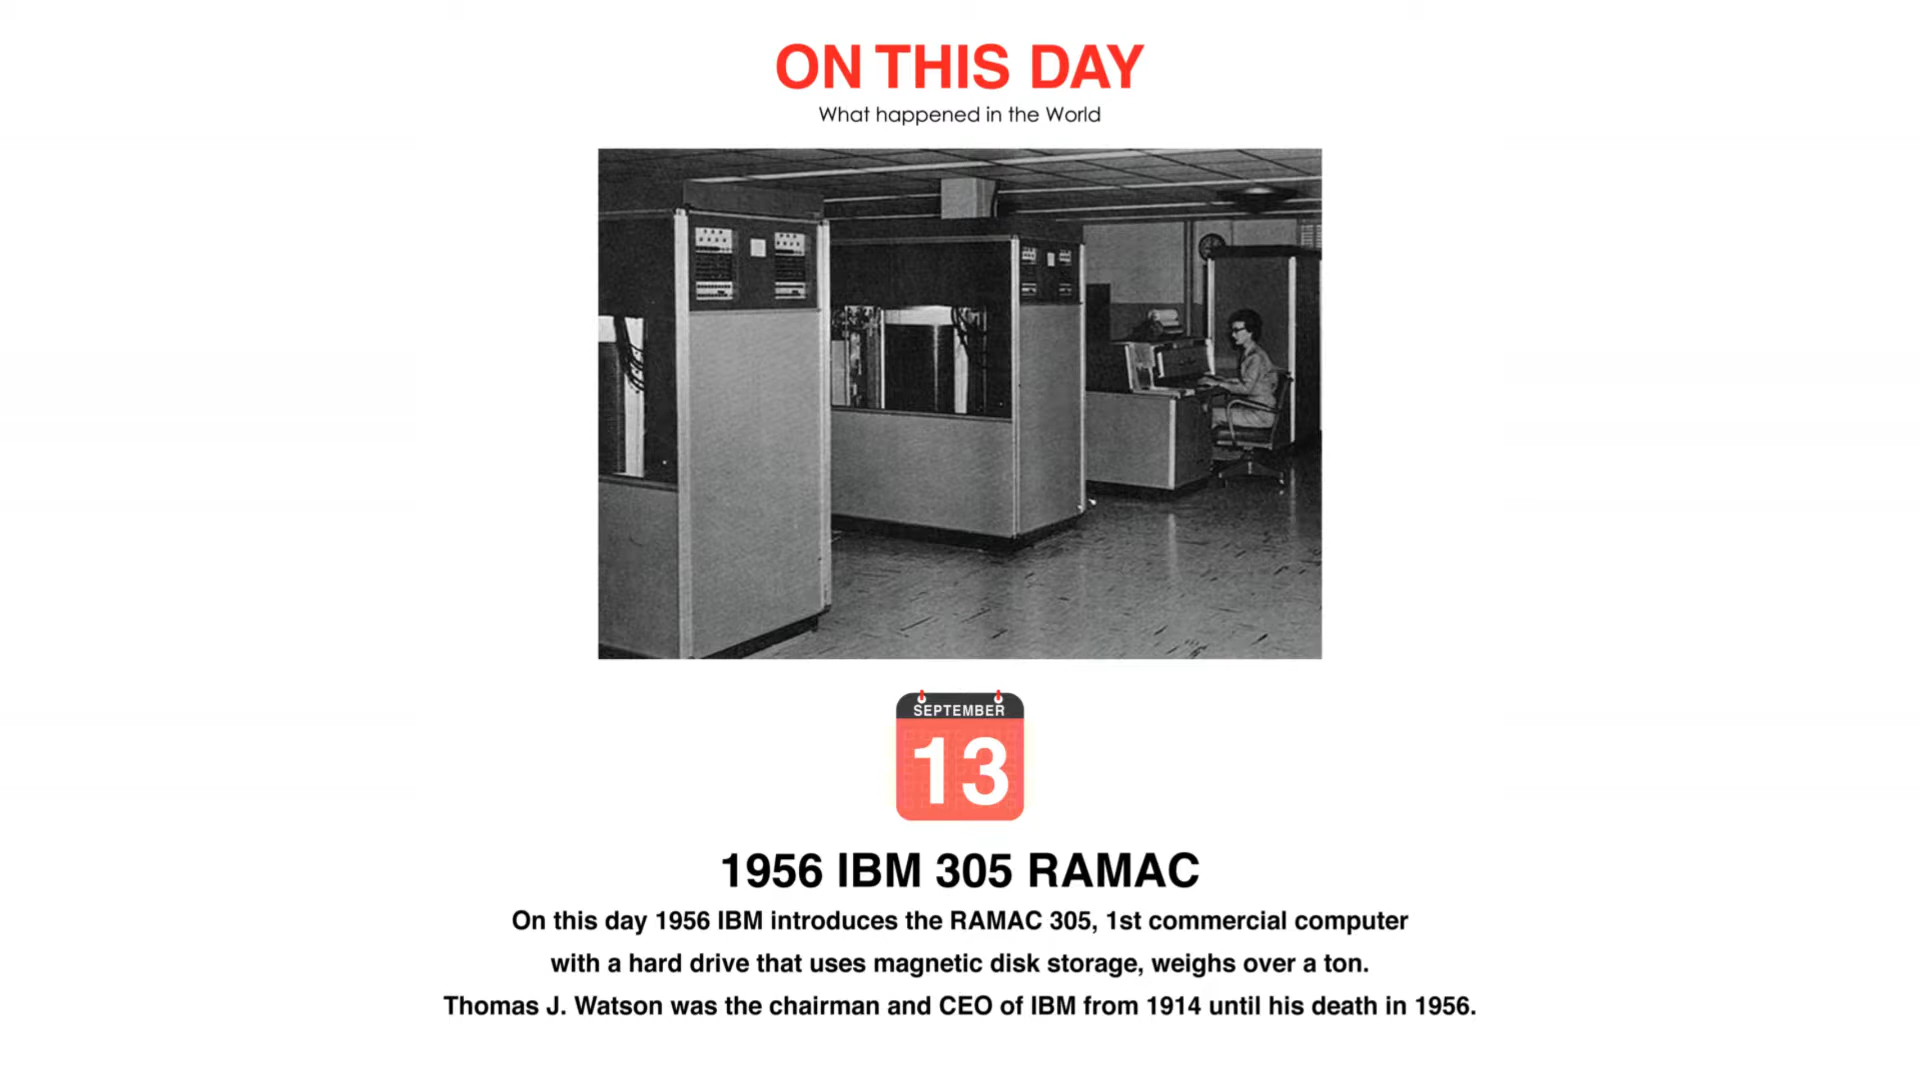 ON THIS DAY
What happened in the World
SEPTEMBER
13
1956 IBM 305 RAMAC
On this day 1956 IBM introduces the RAMAC 305, 1st commercial computer
with a hard drive that uses magnetic disk storage, weighs over a ton.
Thomas J. Watson was the chairman and CEO of IBM from 1914 until his death in 1956.